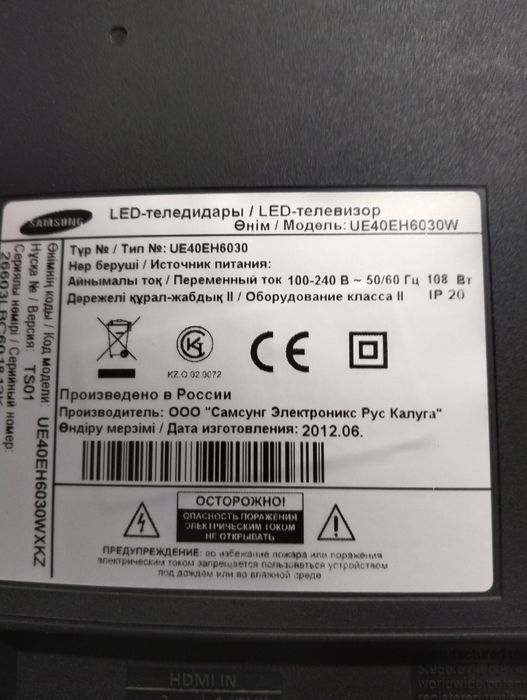 SAMSUNG
LED-теледидары / LED-телевизор
Өнім / Модель: UE40EH6030W
Түр № / Тип №: UE40EH6030
Нәр беруші / Источник питания:
Айнымалы тоқ / Переменный ток 100-240 В ~ 50/60 Гц 108 Вт
Дәрежелі құрал-жабдық II / Оборудование класса II IP 20
KZ.O.02.0072
CE
Произведено в России
Производитель: ООО "Самсунг Электроникс Рус Калуга"
Өндіру мерзімі / Дата изготовления: 2012.06.
ОСТОРОЖНО!
ОПАСНОСТЬ ПОРАЖЕНИЯ
ЭЛЕКТРИЧЕСКИМ ТОКОМ
НЕ ОТКРЫВАТЬ
ПРЕДУПРЕЖДЕНИЕ: во избежание пожара или поражения
электрическим током запрещается пользоваться устройством
под дождем или во влажной среде
Өнімнің коды / Код модели: UE40EH6030WXKZ
Нұсқа № / Версия: TS01
Сериялы нөмірі / Серийный номер:
HDMI IN